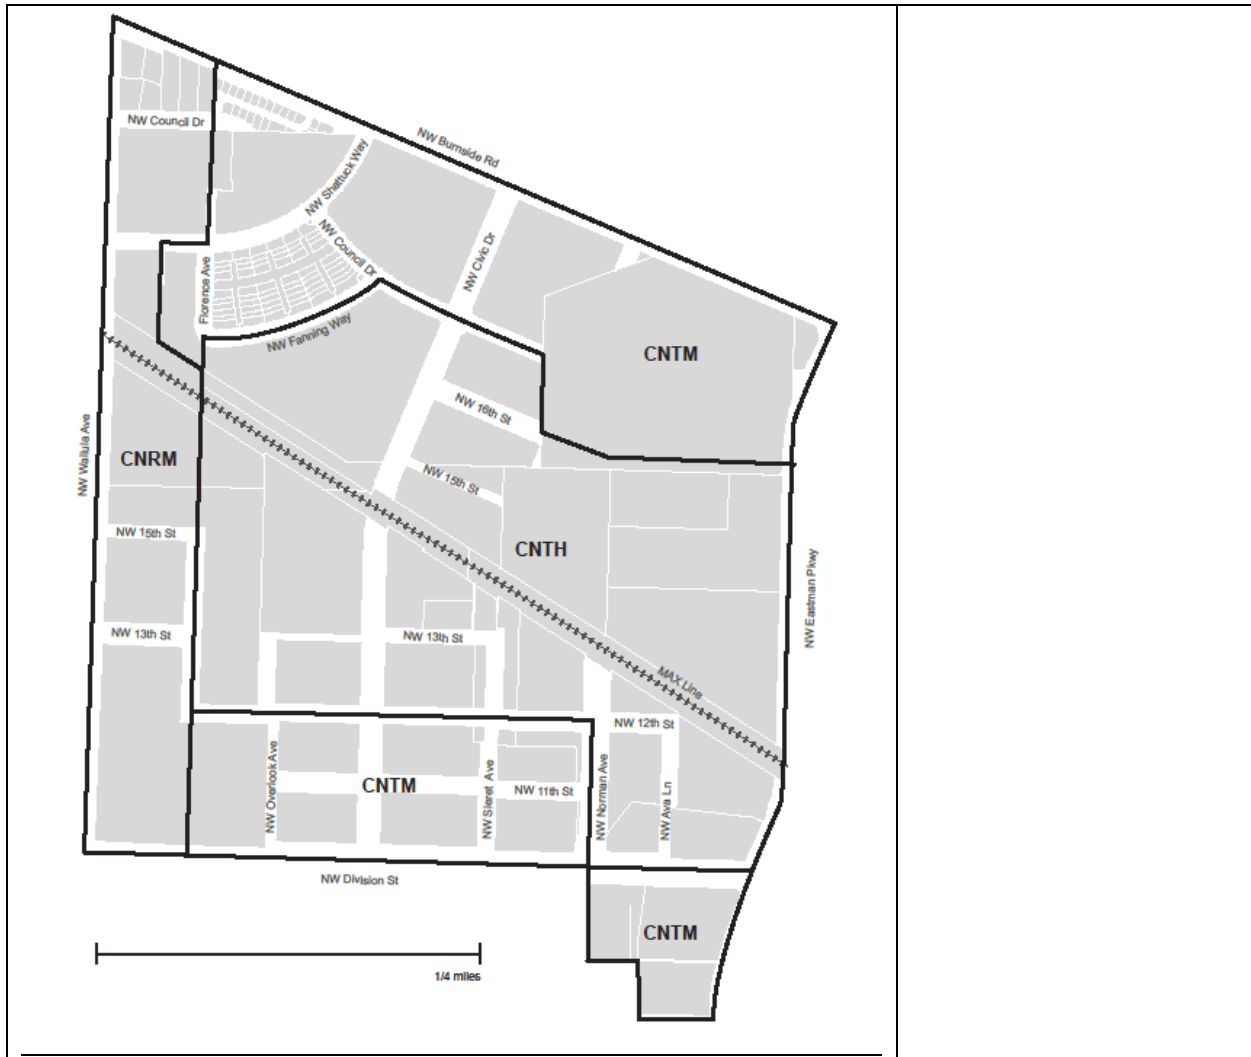 NW Council Dr
NW Burnside Rd
NW Shattuck Way
NW Council Dr
NW Civic Dr
Florence Ave
NW Fanning Way
CNTM
NW 16th St
NW Wallula Ave
CNRM
NW 15th St
NW 15th St
CNTH
NW Eastman Pkwy
NW 13th St
NW 13th St
MAX Line
NW 12th St
NW Overlook Ave
CNTM
NW Sleret Ave
NW 11th St
NW Norman Ave
NW Ava Ln
NW Division St
CNTM
1/4 miles